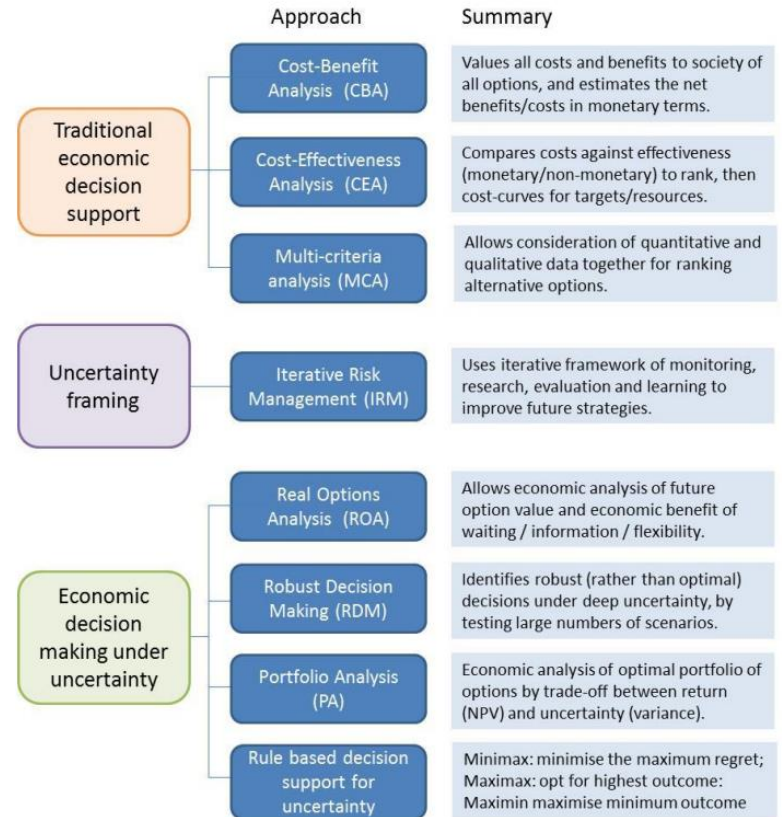 Approach Summary
Traditional
economic
decision
support
Cost-Benefit
Analysis (CBA)
Values all costs and benefits to society of
all options, and estimates the net
benefits/costs in monetary terms.
Cost-Effectiveness
Analysis (CEA)
Compares costs against effectiveness
(monetary/non-monetary) to rank, then
cost-curves for targets/resources.
Multi-criteria
analysis (MCA)
Allows consideration of quantitative and
qualitative data together for ranking
alternative options.
Uncertainty
framing
Iterative Risk
Management (IRM)
Uses iterative framework of monitoring,
research, evaluation and learning to
improve future strategies.
Economic
decision
making under
uncertainty
Real Options
Analysis (ROA)
Allows economic analysis of future
option value and economic benefit of
waiting / information / flexibility.
Robust Decision
Making (RDM)
Identifies robust (rather than optimal)
decisions under deep uncertainty, by
testing large numbers of scenarios.
Portfolio Analysis
(PA)
Economic analysis of optimal portfolio of
options by trade-off between return
(NPV) and uncertainty (variance).
Rule based decision
support for
uncertainty
Minimax: minimise the maximum regret;
Maximax: opt for highest outcome:
Maximin maximise minimum outcome